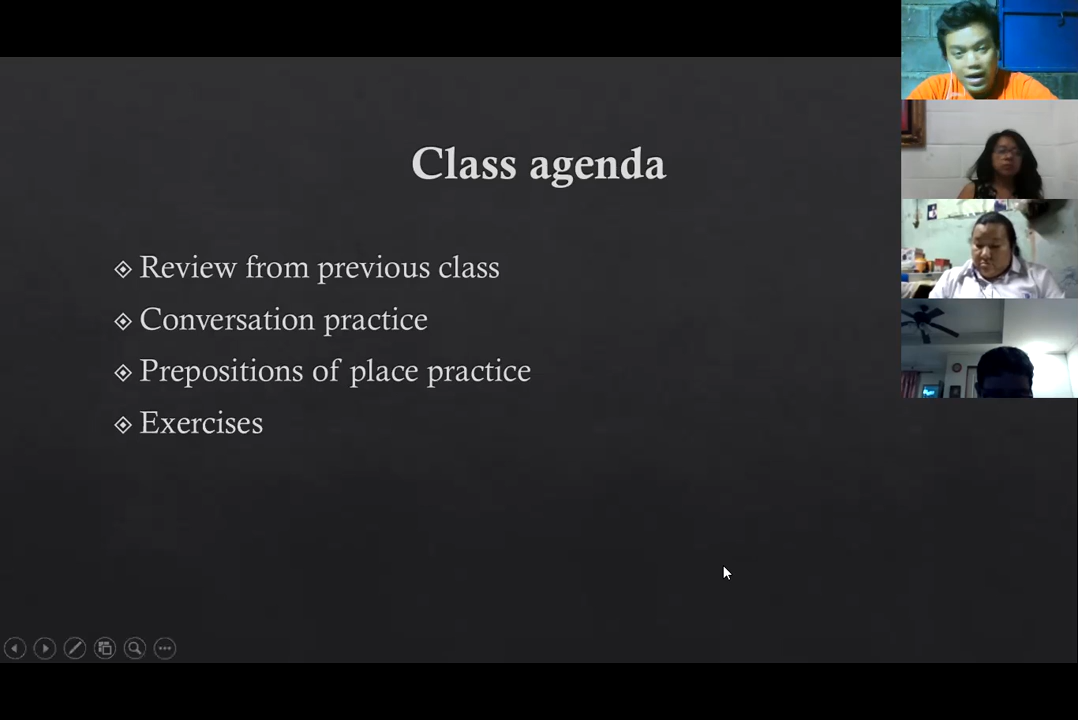 Class agenda
Review from previous class
Conversation practice
Prepositions of place practice
Exercises